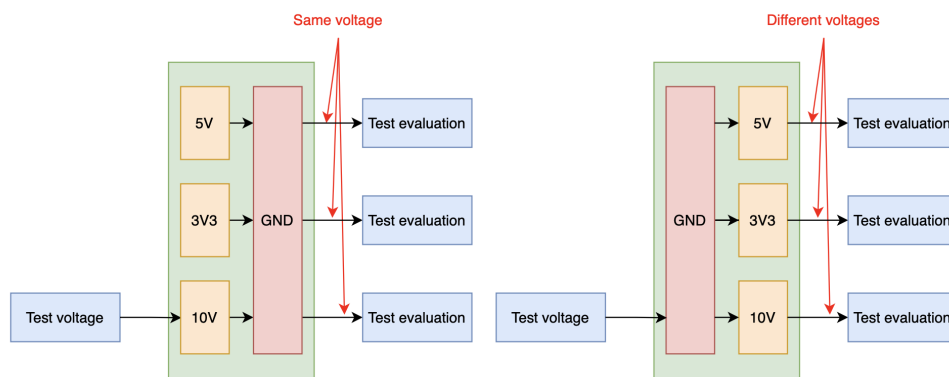 Same voltage
5V
Test evaluation
3V3
GND
Test evaluation
Test voltage
10V
Test evaluation
Different voltages
5V
Test evaluation
GND
3V3
Test evaluation
Test voltage
10V
Test evaluation